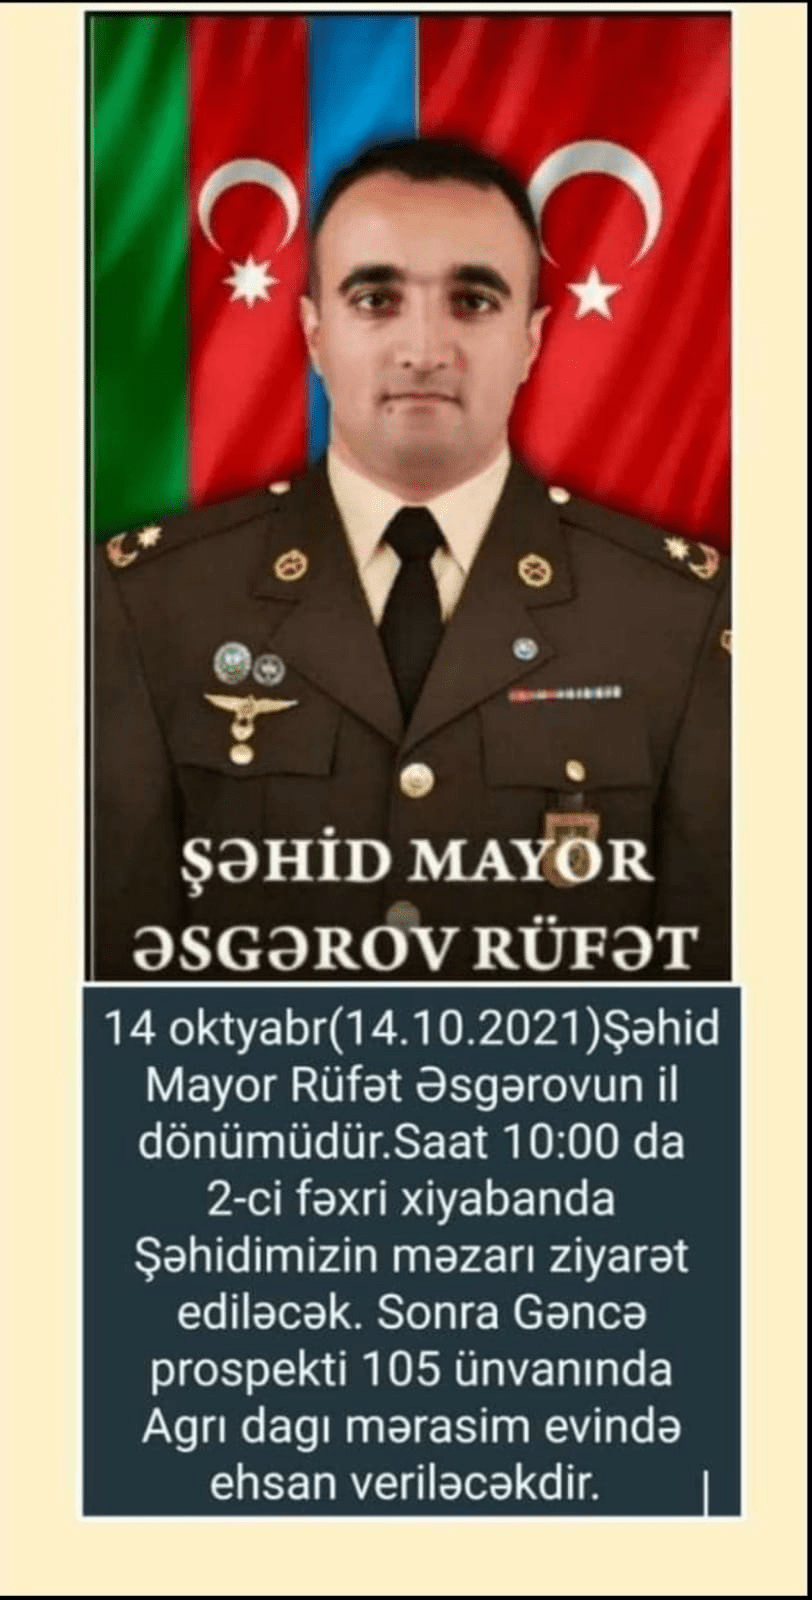 ŞƏHİD MAYOR
ƏSGƏROV RÜFƏT
14 oktyabr(14.10.2021)Şəhid
Mayor Rüfət Əsgərovun il
dönümüdür.Saat 10:00 da
2-ci fəxri xiyabanda
Şəhidimizin məzarı ziyarət
ediləcək. Sonra Gəncə
prospekti 105 ünvanında
Agrı dagı mərasim evində
ehsan veriləcəkdir.